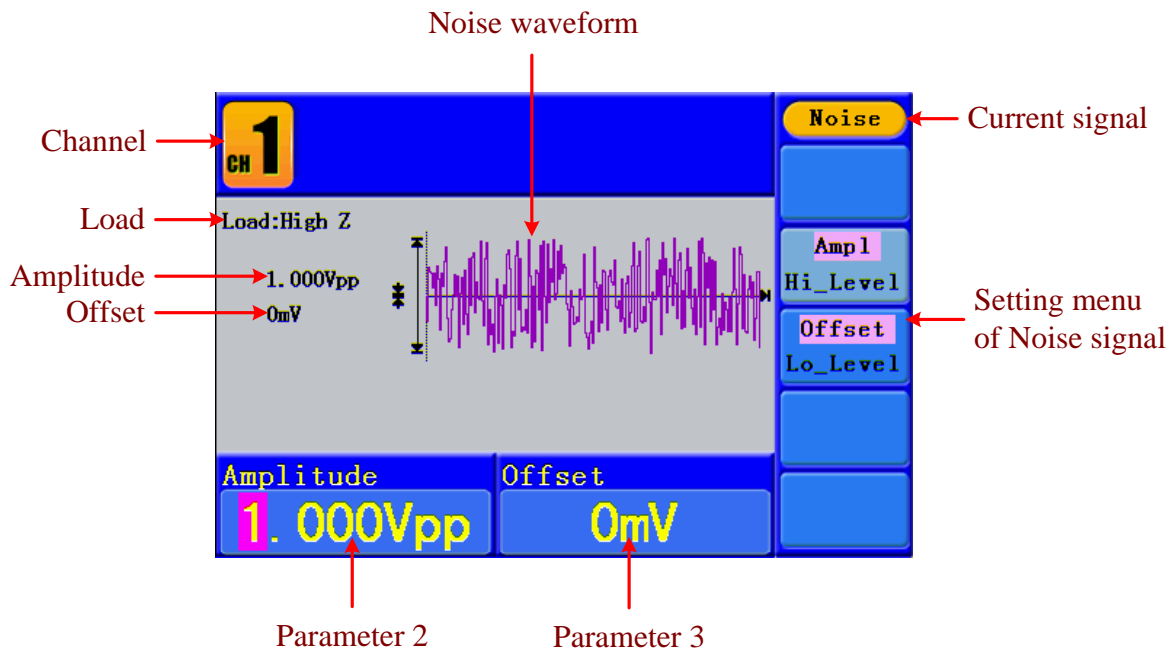 Noise waveform
Channel
CH 1
Noise
Current signal
Load
Load:High Z
Amplitude
1.000Vpp
Offset
0mV
Ampl
Hi_Level
Offset
Lo_Level
Setting menu
of Noise signal
Amplitude
Offset
1.000Vpp
0mV
Parameter 2
Parameter 3